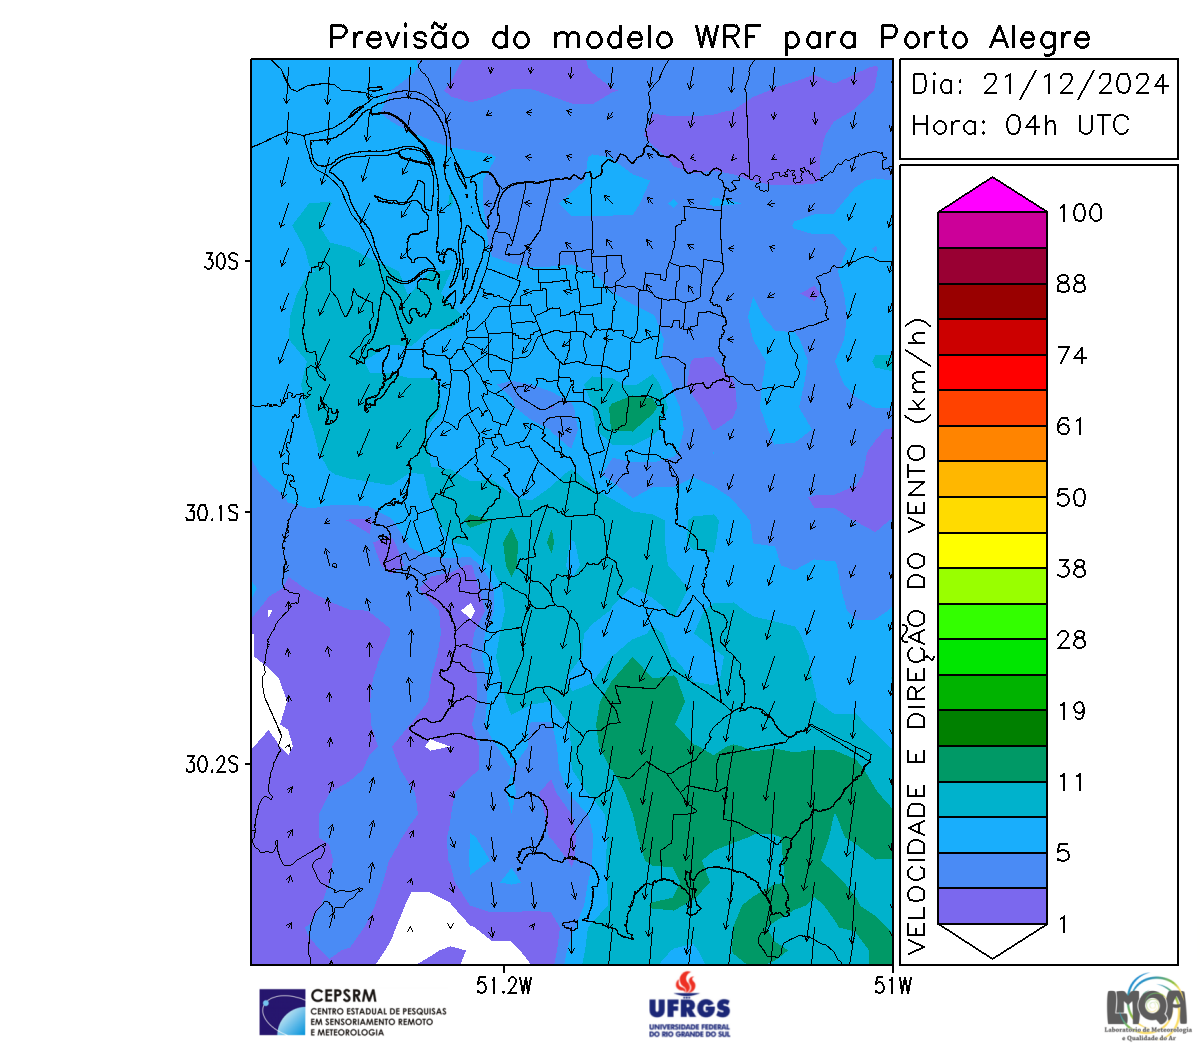 Previsão do modelo WRF para Porto Alegre
Dia: 21/12/2024
Hora: 04h UTC
30S
30.1S
30.2S
51.2W
51W
VELOCIDADE E DIREÇÃO DO VENTO (km/h)
100
88
74
61
50
38
28
19
11
5
1
CEPSRM
CENTRO ESTADUAL DE PESQUISAS
EM SENSORIAMENTO REMOTO
E METEOROLOGIA
UFRGS
UNIVERSIDADE FEDERAL
DO RIO GRANDE DO SUL
LMQA
Laboratório de Meteorologia
e Qualidade do Ar